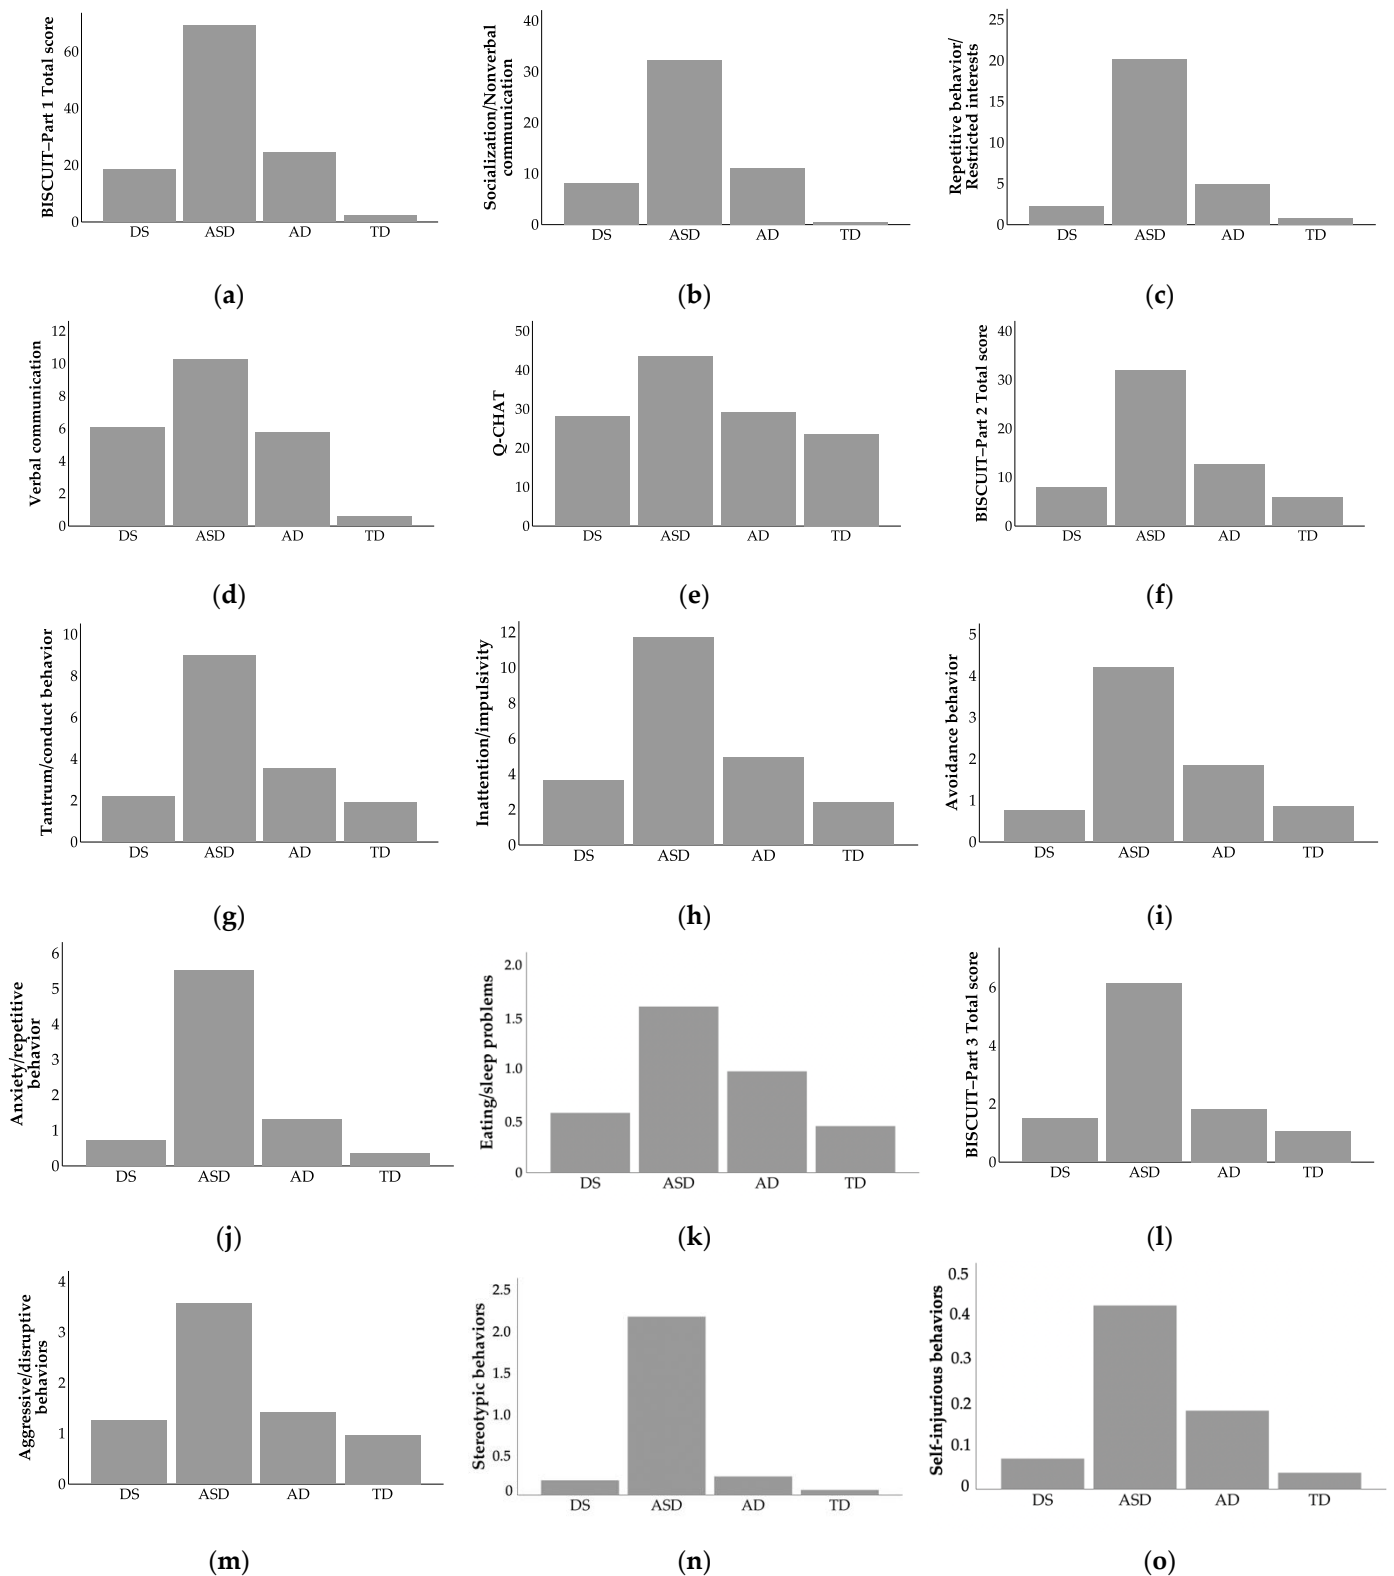 BISCUIT–Part 1 Total score
60
40
20
0
DS ASD AD TD
(a)
Socialization/Nonverbal
communication
40
30
20
10
0
DS ASD AD TD
(b)
Repetitive behavior/
Restricted interests
25
20
15
10
5
0
DS ASD AD TD
(c)
Verbal communication
12
10
8
6
4
2
0
DS ASD AD TD
(d)
Q-CHAT
50
40
30
20
10
0
DS ASD AD TD
(e)
BISCUIT–Part 2 Total score
40
30
20
10
0
DS ASD AD TD
(f)
Tantrum/conduct behavior
10
8
6
4
2
0
DS ASD AD TD
(g)
Inattention/impulsivity
12
10
8
6
4
2
0
DS ASD AD TD
(h)
Avoidance behavior
5
4
3
2
1
0
DS ASD AD TD
(i)
Anxiety/repetitive
behavior
6
5
4
3
2
1
0
DS ASD AD TD
(j)
Eating/sleep problems
2.0
1.5
1.0
0.5
0
DS ASD AD TD
(k)
BISCUIT–Part 3 Total score
6
4
2
0
DS ASD AD TD
(l)
Aggressive/disruptive
behaviors
4
3
2
1
0
DS ASD AD TD
(m)
Stereotypic behaviors
2.5
2.0
1.5
1.0
0.5
0
DS ASD AD TD
(n)
Self-injurious behaviors
0.5
0.4
0.3
0.2
0.1
0
DS ASD AD TD
(o)